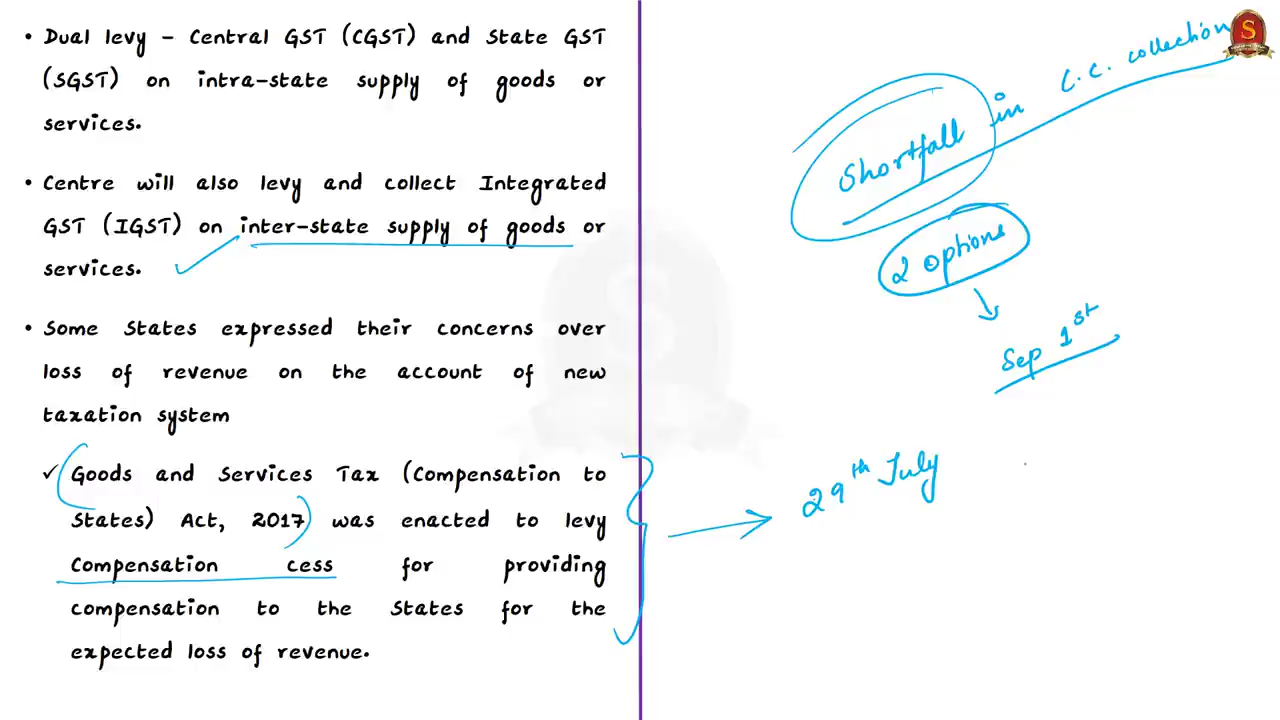 • Dual levy – Central GST (CGST) and State GST
(SGST) on intra-state supply of goods or
services.
• Centre will also levy and collect Integrated
GST (IGST) on inter-state supply of goods or
services.
• Some States expressed their concerns over
loss of revenue on the account of new
taxation system
✓ Goods and Services Tax (Compensation to
States) Act, 2017 was enacted to levy
Compensation cess for providing
compensation to the States for the
expected loss of revenue.
Shortfall in C.C. collection
2 options
Sep 1st
29th July
S